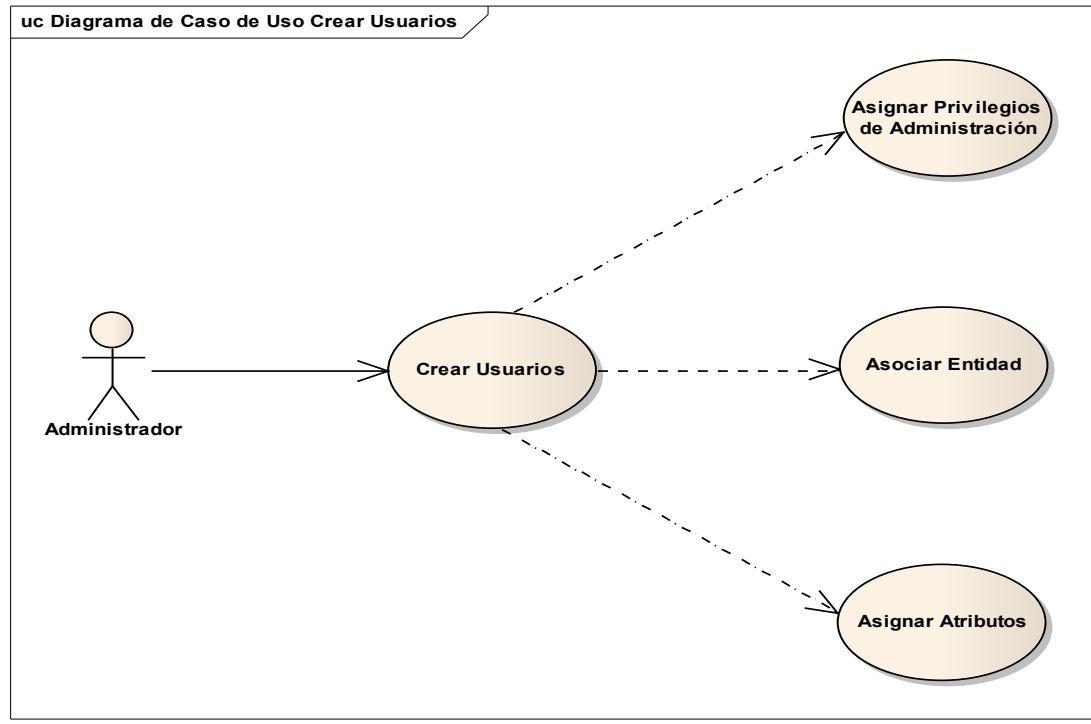 uc Diagrama de Caso de Uso Crear Usuarios
Asignar Privilegios
de Administración
Crear Usuarios
Asociar Entidad
Administrador
Asignar Atributos